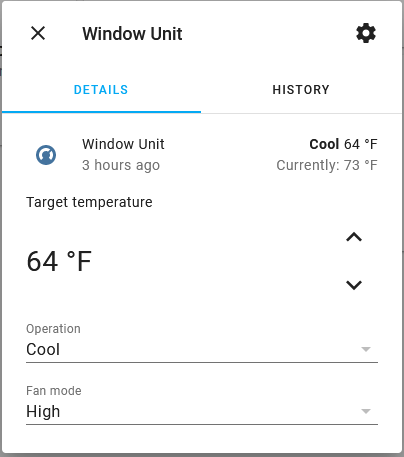 Window Unit
DETAILS HISTORY
Window Unit Cool 64 °F
3 hours ago Currently: 73 °F
Target temperature
64 °F
Operation
Cool
Fan mode
High